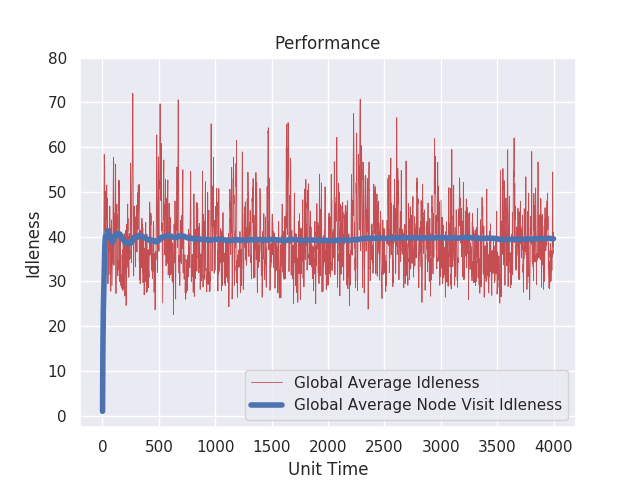 Performance
80
70
60
50
40
30
20
10
0
Idleness
Global Average Idleness
Global Average Node Visit Idleness
0 500 1000 1500 2000 2500 3000 3500 4000
Unit Time